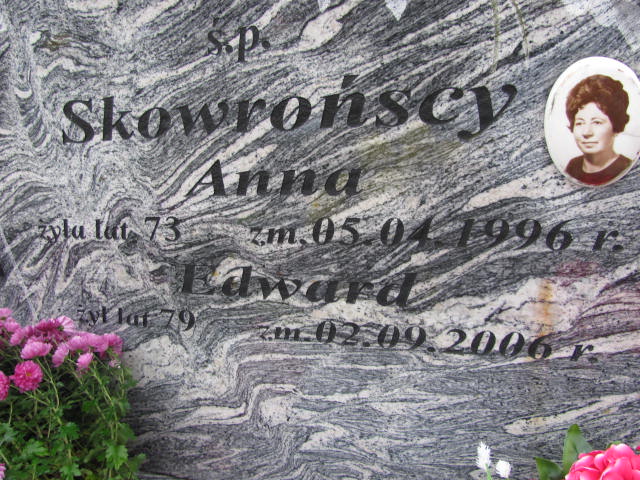 ś.p.
Skowrońscy
Anna
żyła lat 73 zm. 05.04.1996 r.
Edward
żył lat 79 zm. 02.09.2006 r.